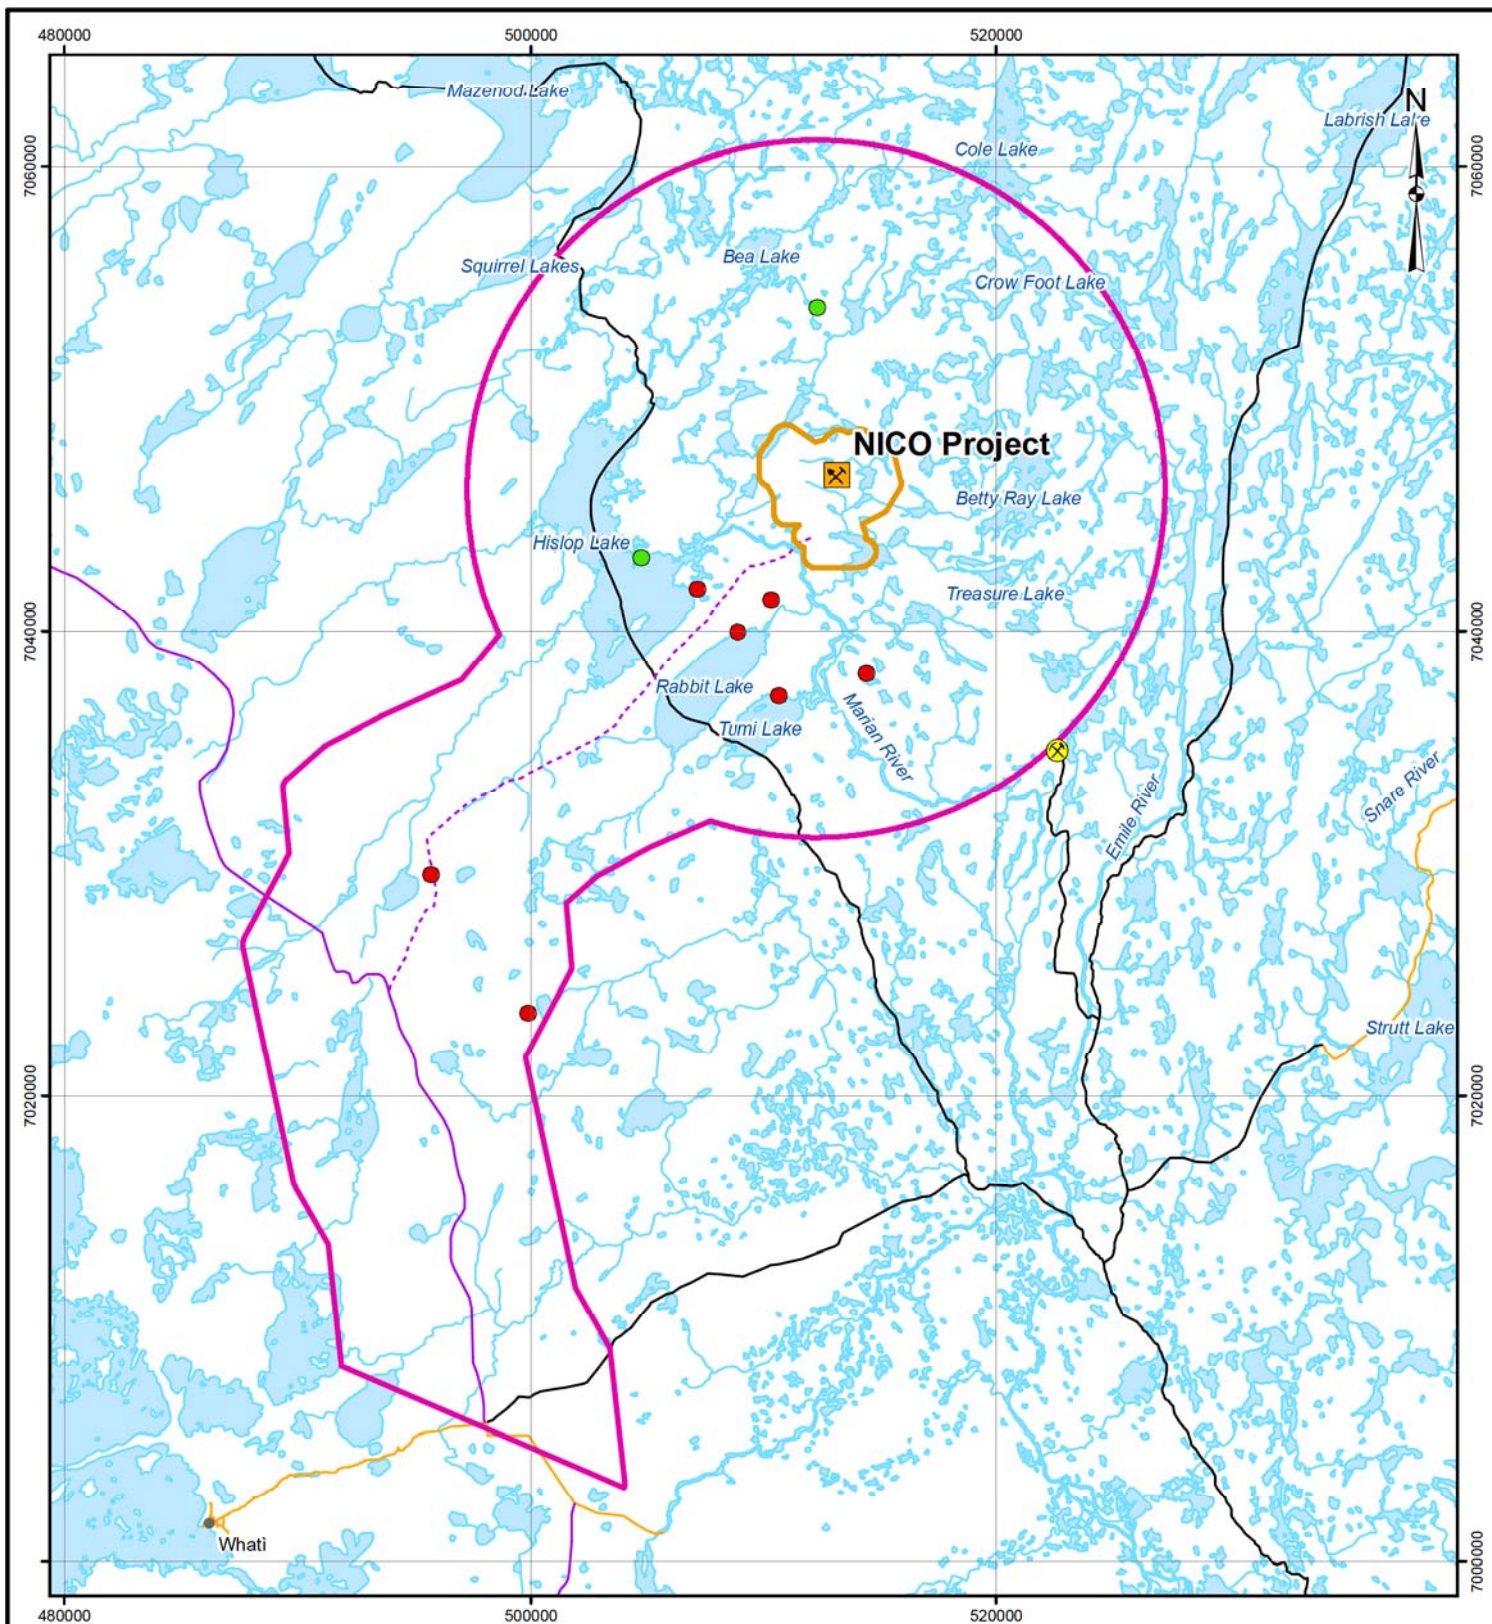 480000
500000
520000
N
Mazenod Lake
Labrish Lake
Cole Lake
7060000
7060000
Bea Lake
Squirrel Lakes
Crow Foot Lake
NICO Project
Betty Ray Lake
Hislop Lake
Treasure Lake
7040000
7040000
Rabbit Lake
Marian River
Tumi Lake
Snare River
Emile River
Strutt Lake
7020000
7020000
Whati
7000000
480000
500000
520000